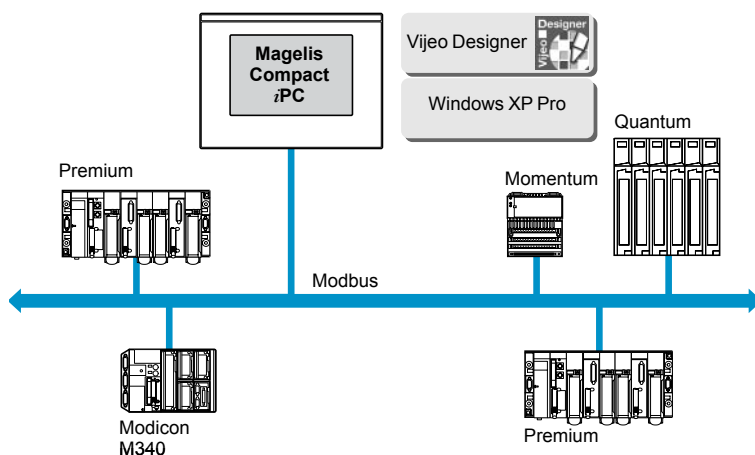 Magelis
Compact
iPC
Vijeo Designer
Designer
Vijeo
Windows XP Pro
Quantum
Premium
Momentum
Modbus
Modicon
M340
Premium